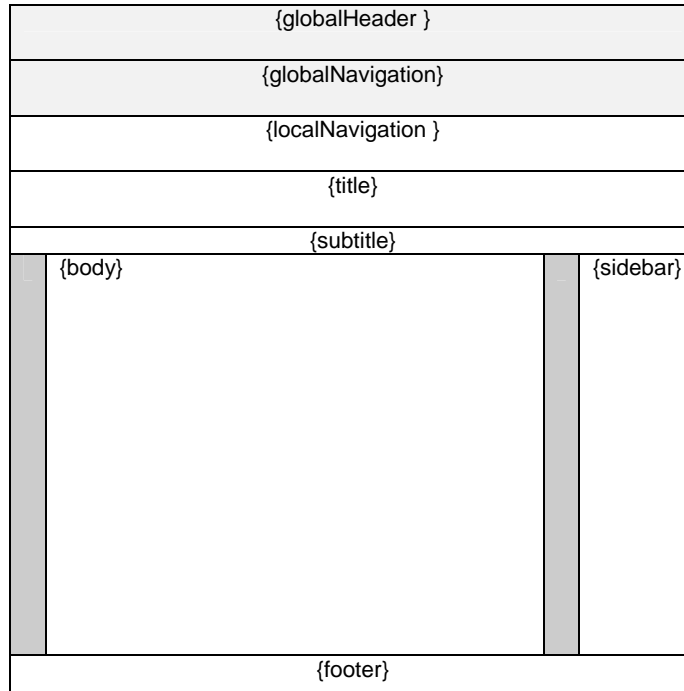 {globalHeader }
{globalNavigation}
{localNavigation }
{title}
{subtitle}
{body}
{sidebar}
{footer}